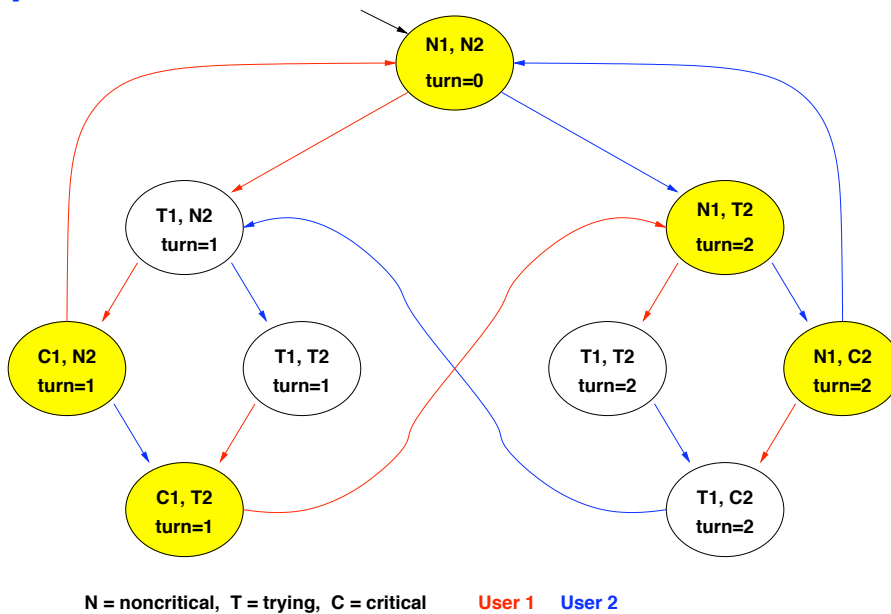 N1, N2
turn=0
T1, N2
turn=1
N1, T2
turn=2
C1, N2
turn=1
T1, T2
turn=1
T1, T2
turn=2
N1, C2
turn=2
C1, T2
turn=1
T1, C2
turn=2
N = noncritical, T = trying, C = critical User 1 User 2